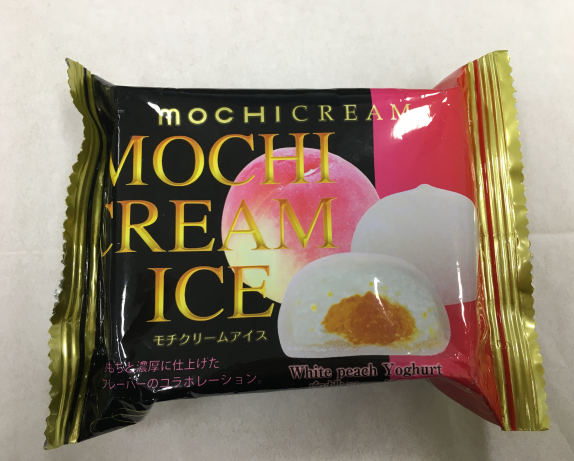 MOCHICREAM
MOCHI
CREAM
ICE
モチクリームアイス
もちと濃厚に仕上げた
フレーバーのコラボレーション。
White peach Yoghurt